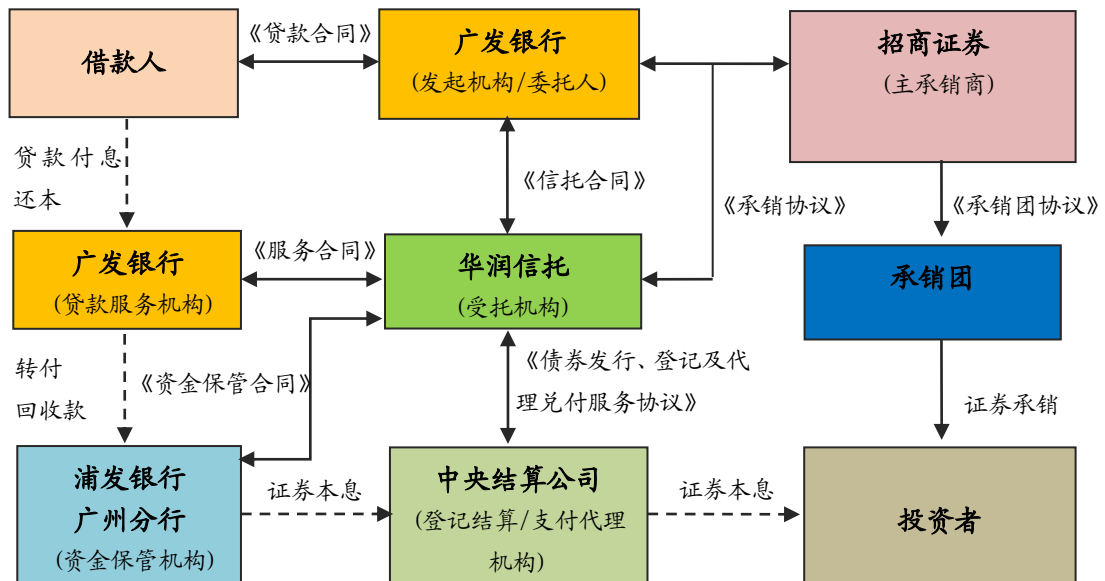 借款人
《贷款合同》
广发银行
(发起机构/委托人)
招商证券
(主承销商)
贷款付息
还本
《信托合同》
《承销协议》
《承销团协议》
广发银行
(贷款服务机构)
《服务合同》
华润信托
(受托机构)
承销团
转付
回收款
《资金保管合同》
《债券发行、登记及代
理兑付服务协议》
证券承销
浦发银行
广州分行
(资金保管机构)
证券本息
中央结算公司
(登记结算/支付代理
机构)
证券本息
投资者